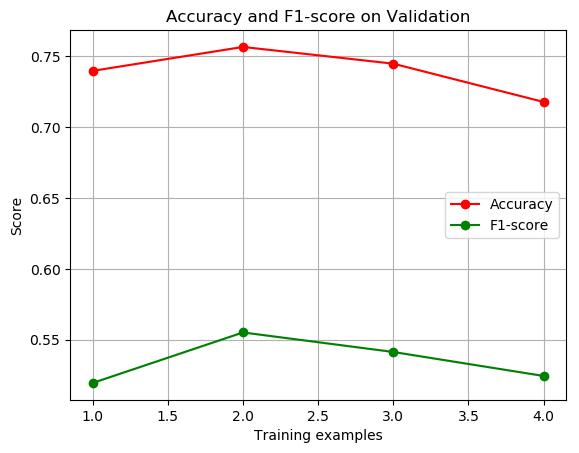 Accuracy and F1-score on Validation
0.75
0.70
0.65
0.60
0.55
Score
Accuracy
F1-score
1.0 1.5 2.0 2.5 3.0 3.5 4.0
Training examples